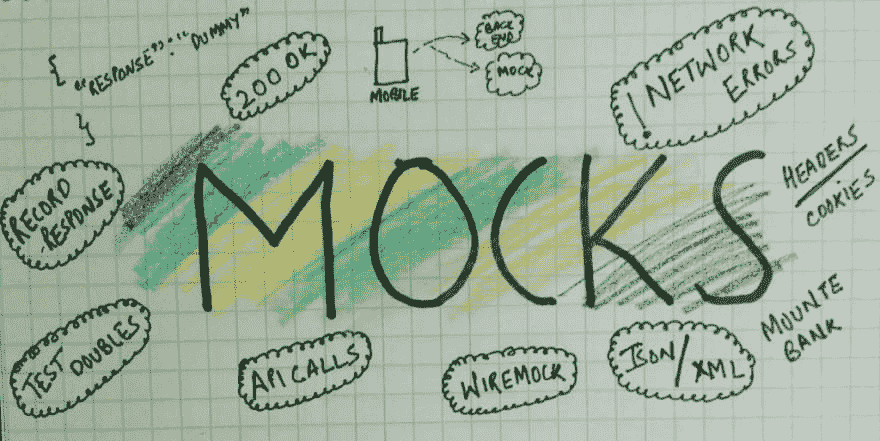 {
"RESPONSE": "DUMMY"
}
200 OK
MOBILE
BACK
END
MOCK
! NETWORK
ERRORS
RECORD
RESPONSE
MOCKS
HEADERS
COOKIES
TEST DOUBLES
API CALLS
WIREMOCK
JSON/XML
MOUNTE
BANK